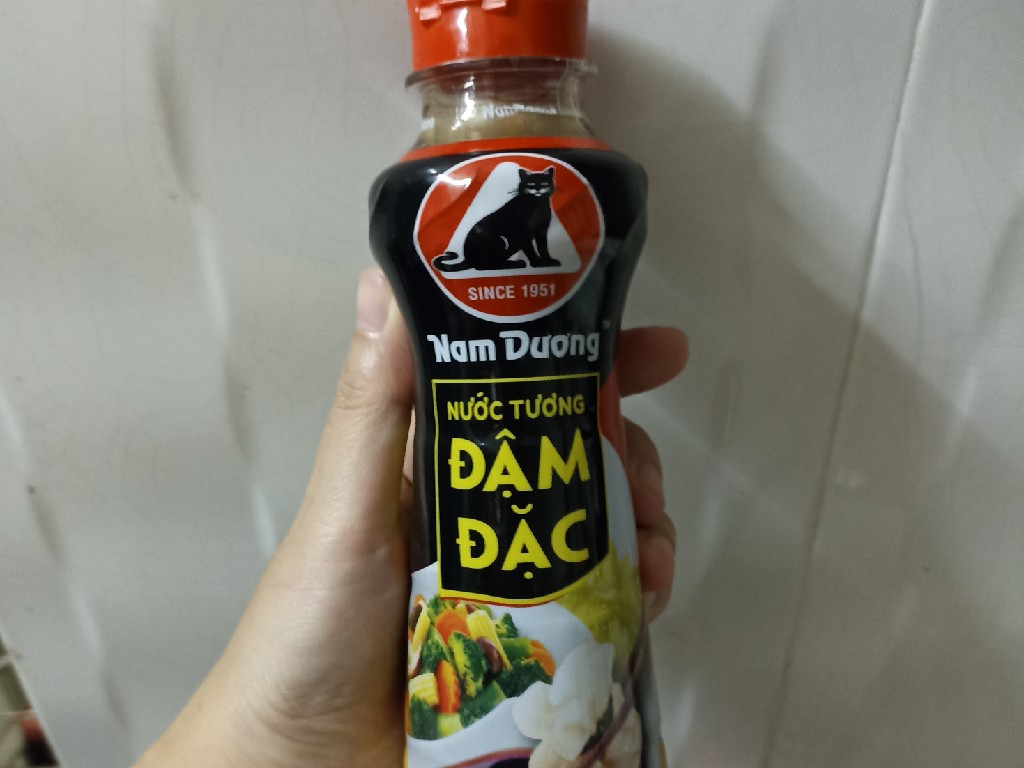 SINCE 1951
Nam Dương
NƯỚC TƯƠNG
ĐẬM
ĐẶC